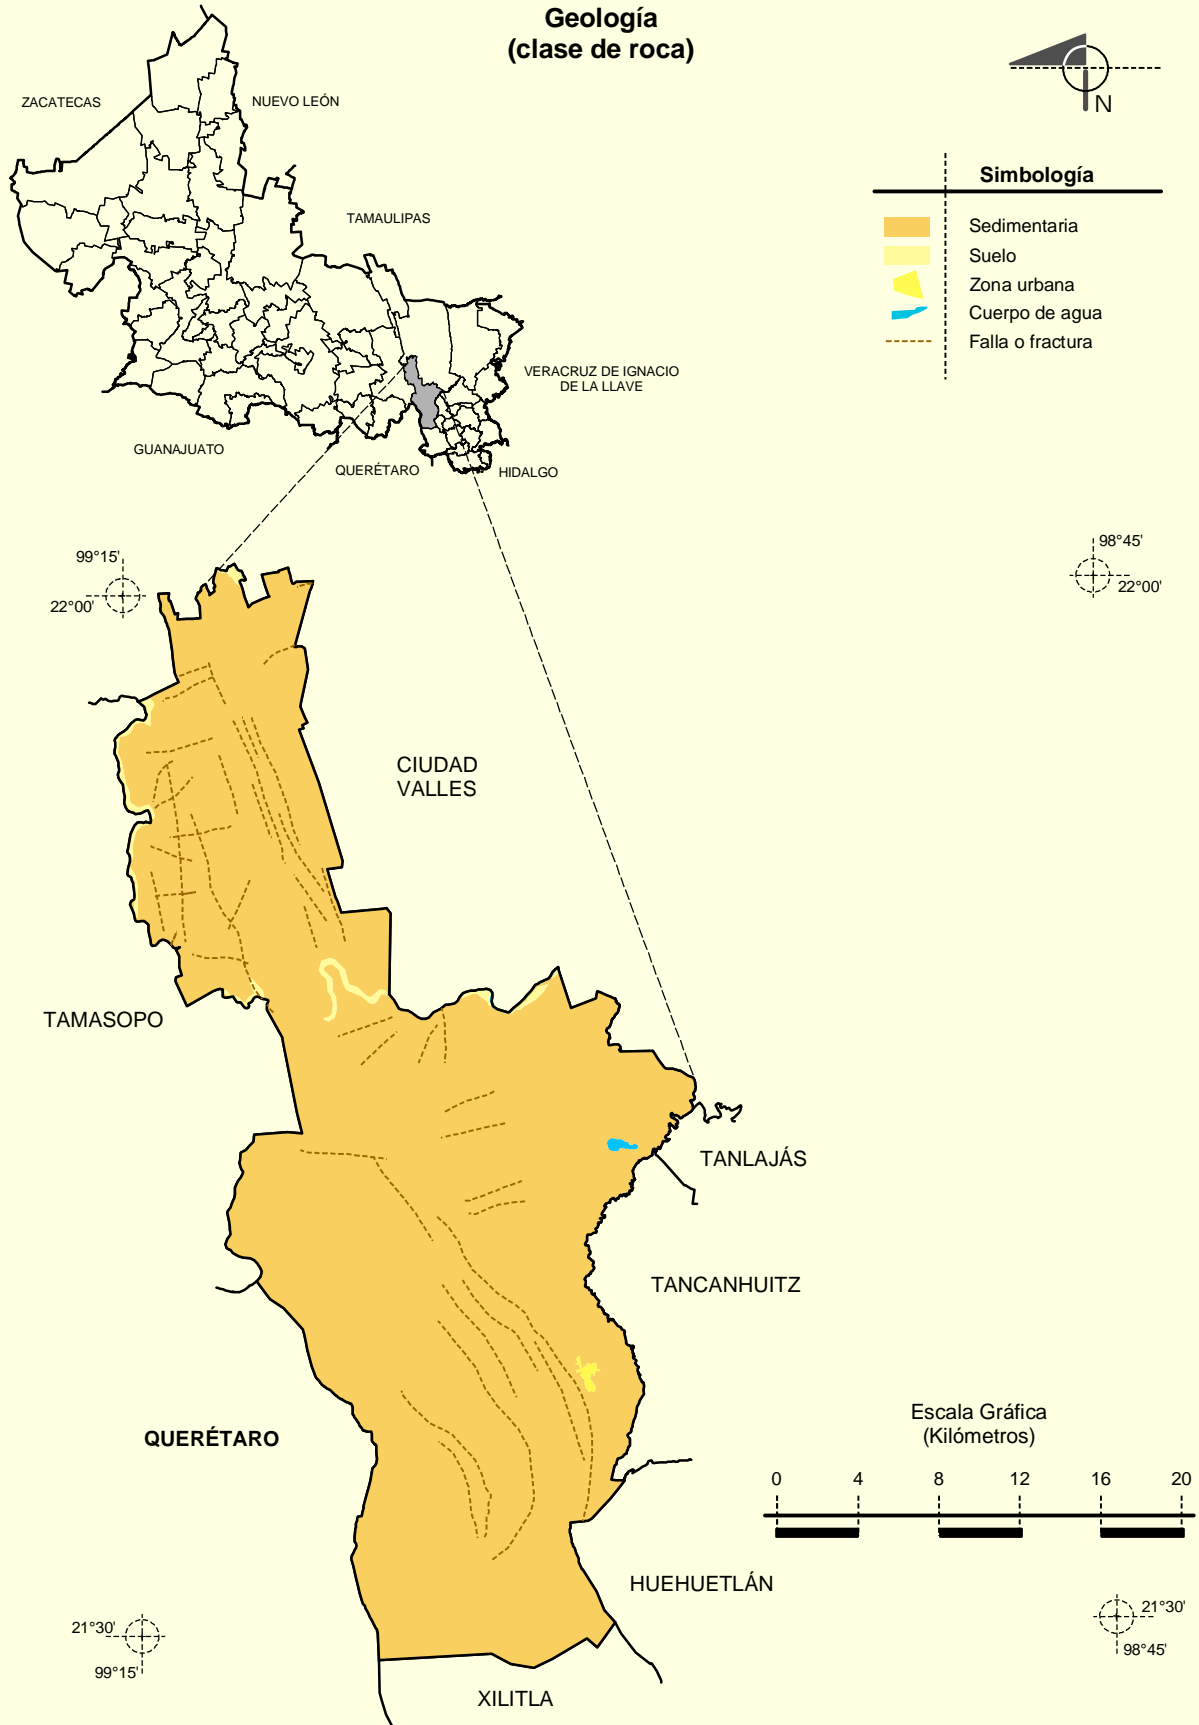 Geología
(clase de roca)
N
ZACATECAS
NUEVO LEÓN
TAMAULIPAS
VERACRUZ DE IGNACIO
DE LA LLAVE
GUANAJUATO
QUERÉTARO
HIDALGO
Simbología
Sedimentaria
Suelo
Zona urbana
Cuerpo de agua
Falla o fractura
99°15'
22°00'
98°45'
22°00'
CIUDAD
VALLES
TAMASOPO
TANLAJÁS
TANCANHUITZ
QUERÉTARO
Escala Gráfica
(Kilómetros)
0 4 8 12 16 20
HUEHUETLÁN
21°30'
99°15'
21°30'
98°45'
XILITLA